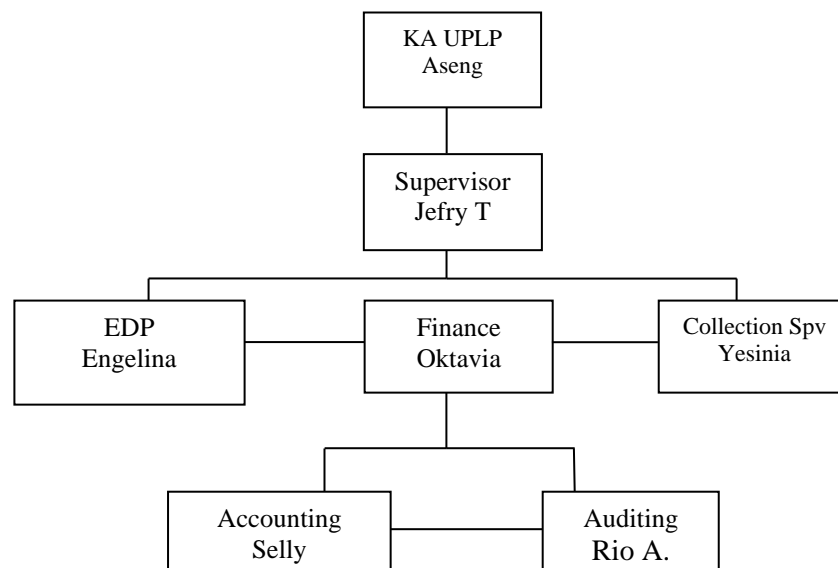 KA UPLP
Aseng
Supervisor
Jefry T
EDP
Engelina
Finance
Oktavia
Collection Spv
Yesinia
Accounting
Selly
Auditing
Rio A.